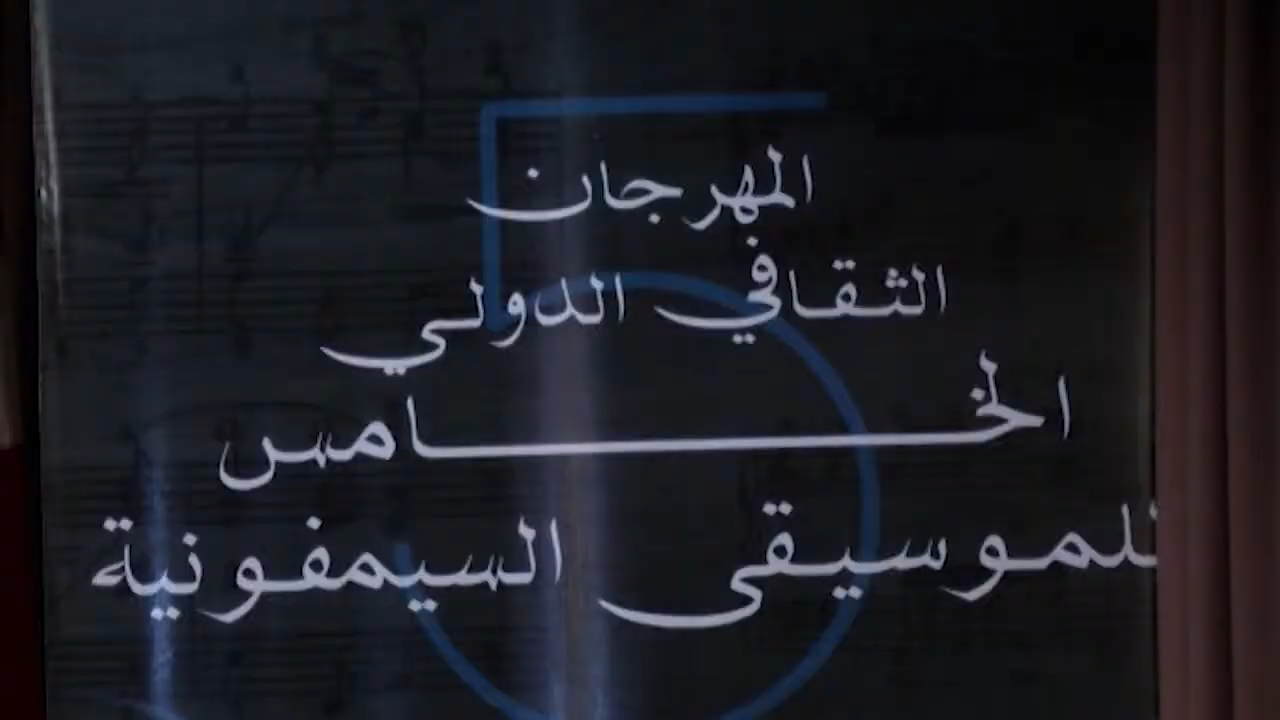 المهرجان
الثقافي الدولي
الخامس
للموسيقى السيمفونية